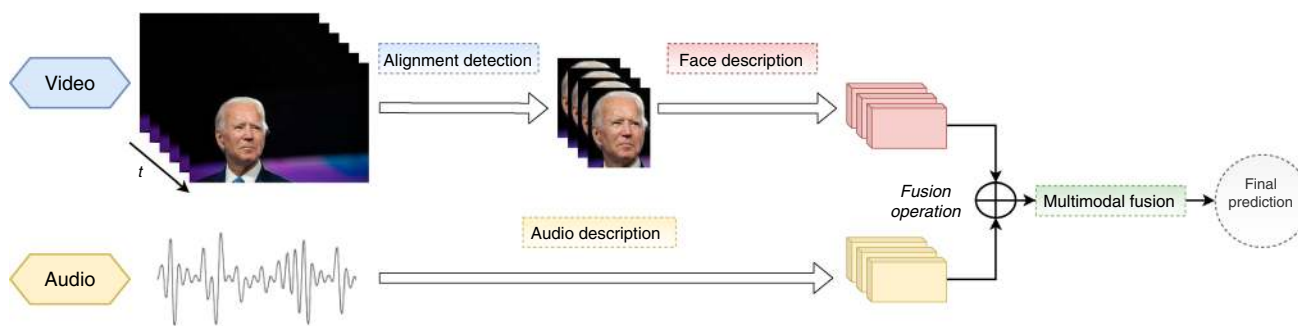 Video
Alignment detection
Face description
t
Fusion
operation
Multimodal fusion
Final
prediction
Audio description
Audio